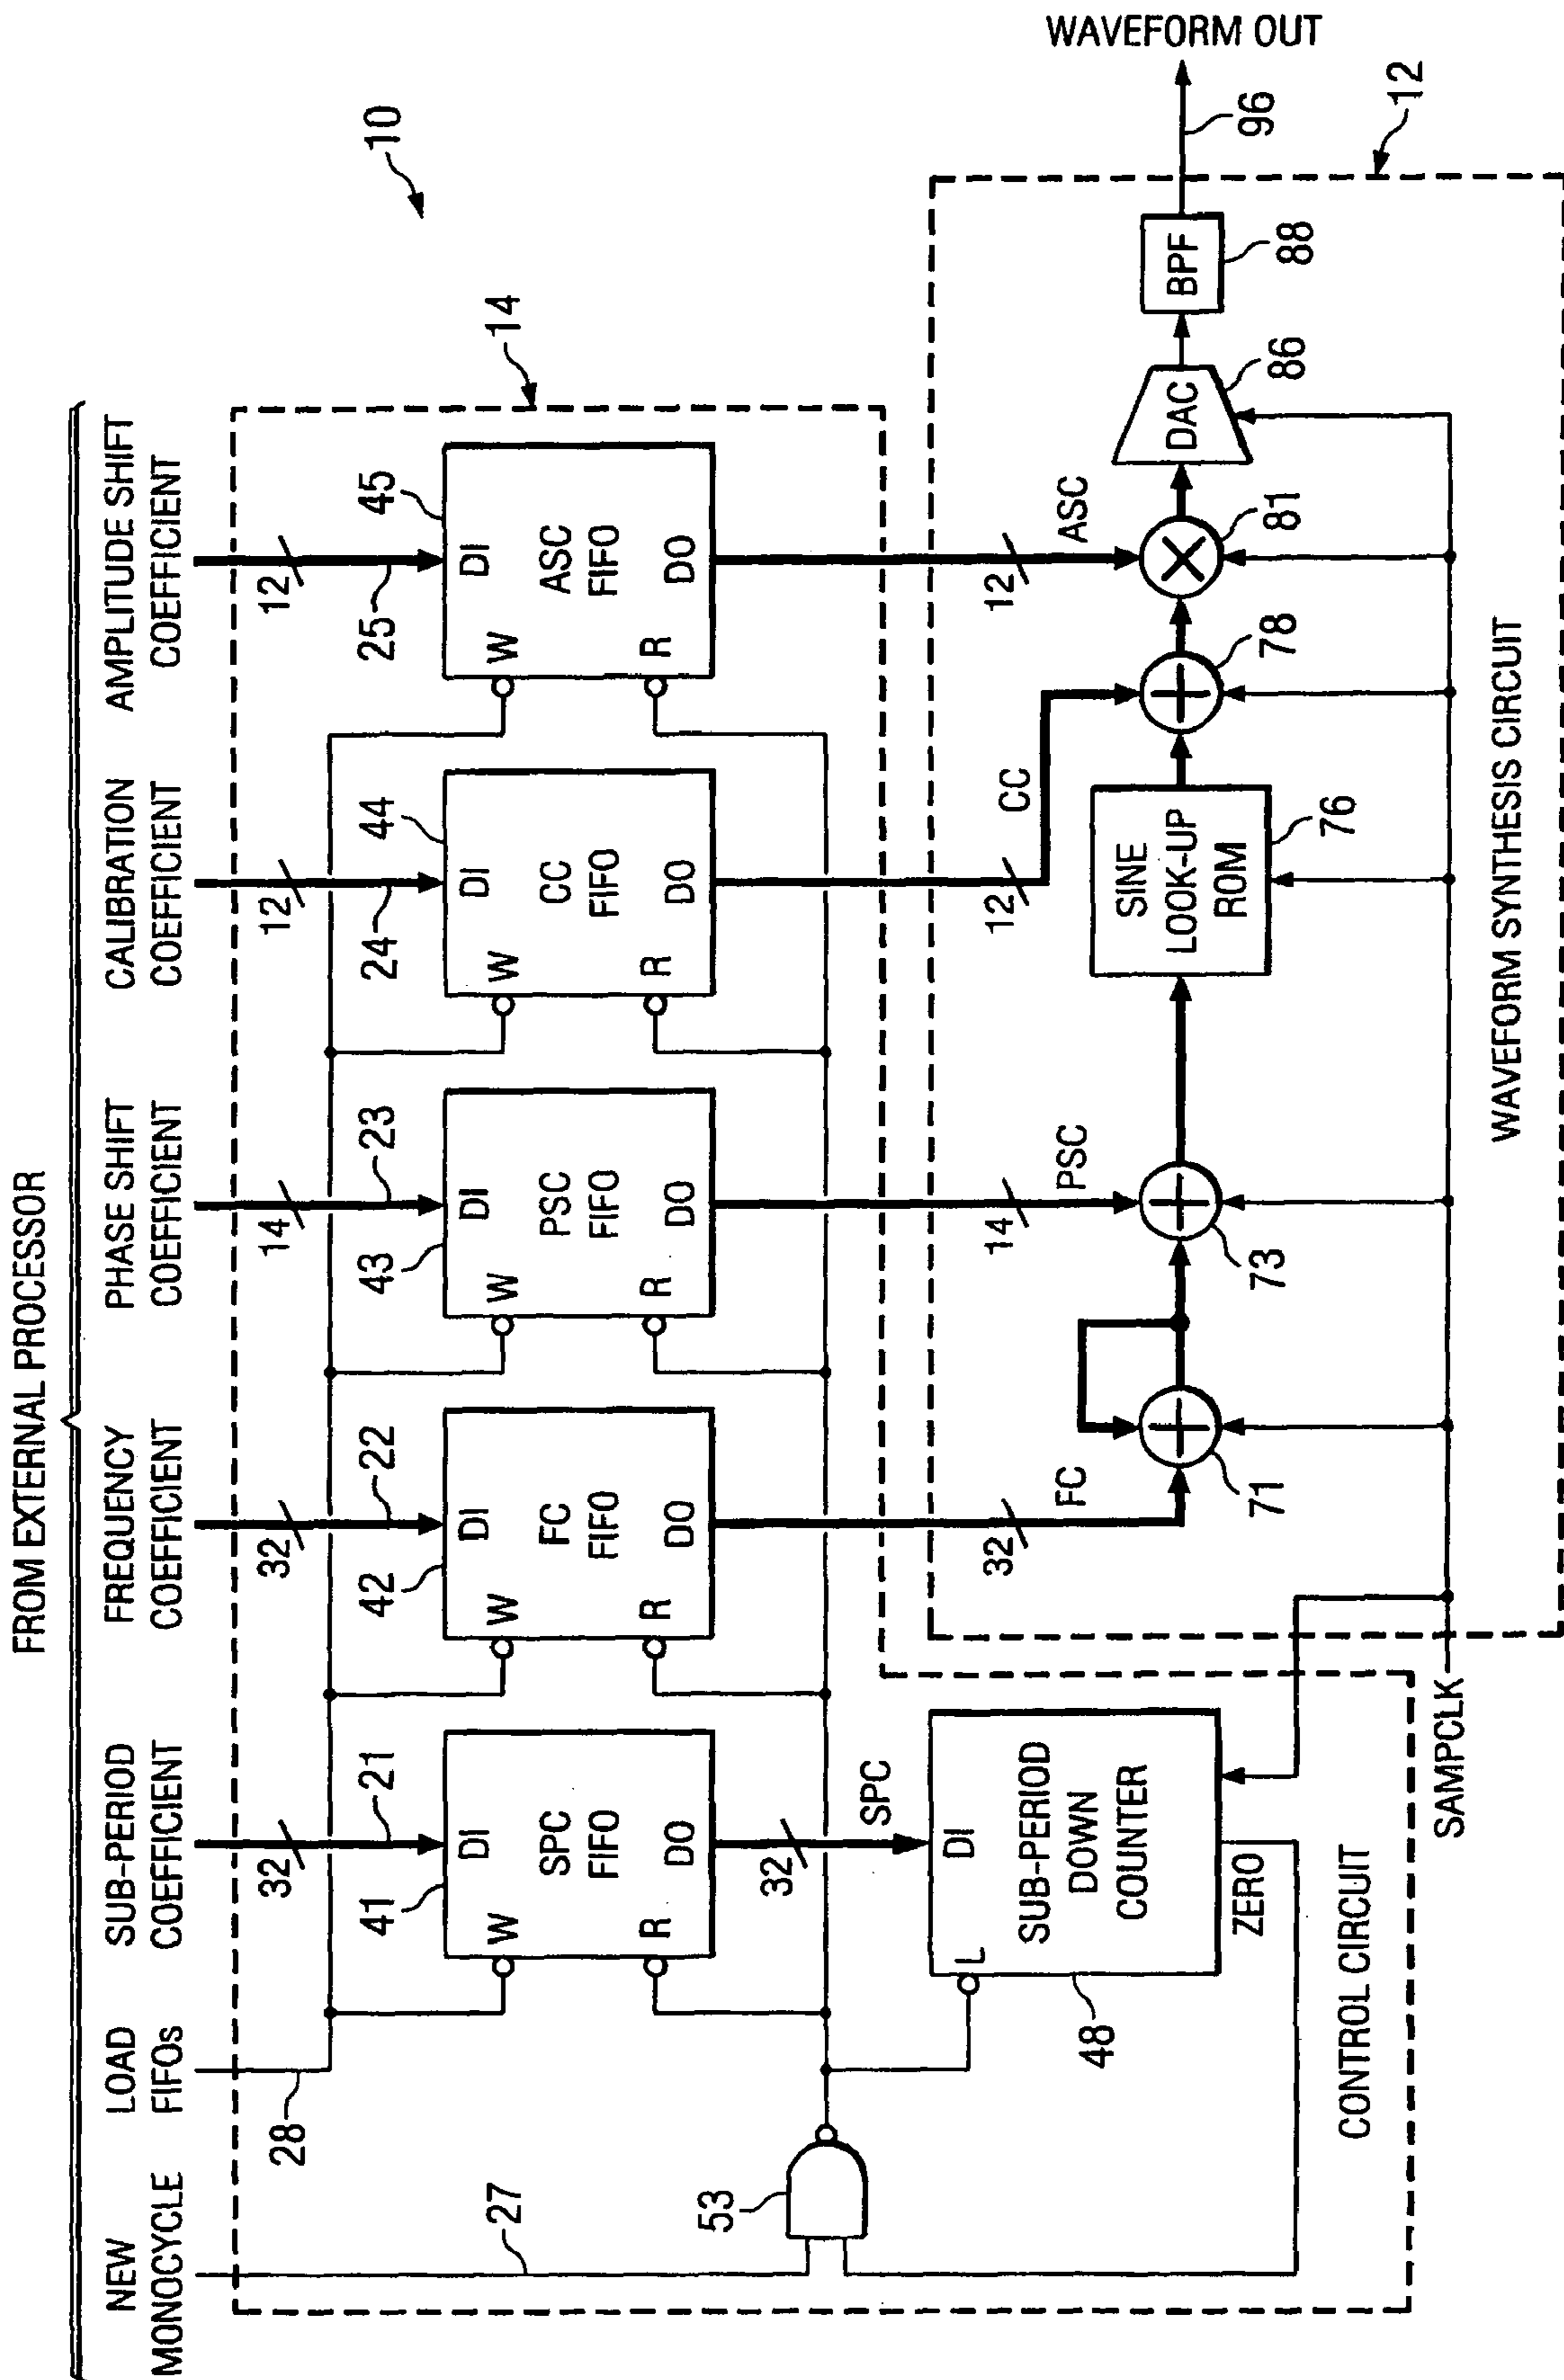 FROM EXTERNAL PROCESSOR
NEW
MONOCYCLE
LOAD
FIFOs
SUB-PERIOD
COEFFICIENT
FREQUENCY
COEFFICIENT
PHASE SHIFT
COEFFICIENT
CALIBRATION
COEFFICIENT
AMPLITUDE SHIFT
COEFFICIENT
10
14
27
28
32
21
32
22
14
23
12
24
12
25
41
DI
W
SPC
FIFO
R
DO
42
DI
W
FC
FIFO
R
DO
43
DI
W
PSC
FIFO
R
DO
44
DI
W
CC
FIFO
R
DO
45
DI
W
ASC
FIFO
R
DO
53
32
SPC
DI
L
SUB-PERIOD
DOWN
COUNTER
48
ZERO
CONTROL CIRCUIT
SAMPCLK
32
FC
71
14
PSC
73
SINE
LOOK-UP
ROM
76
12
CC
78
12
ASC
81
DAC
86
BPF
88
96
WAVEFORM OUT
12
WAVEFORM SYNTHESIS CIRCUIT